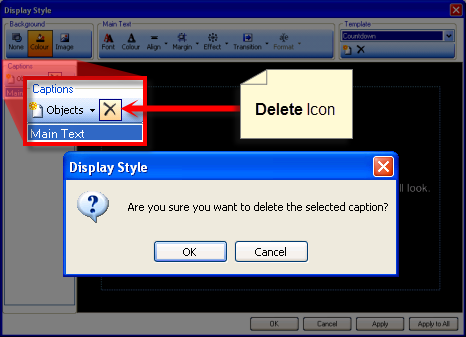 Display Style
Background
Main Text
Template
None Colour Image
Font Colour Align Margin Effect Transition Format
Countdown
Captions
Captions
Objects
Main Text
Delete Icon
Display Style
Are you sure you want to delete the selected caption?
OK Cancel
ll look.
OK Cancel Apply Apply to All